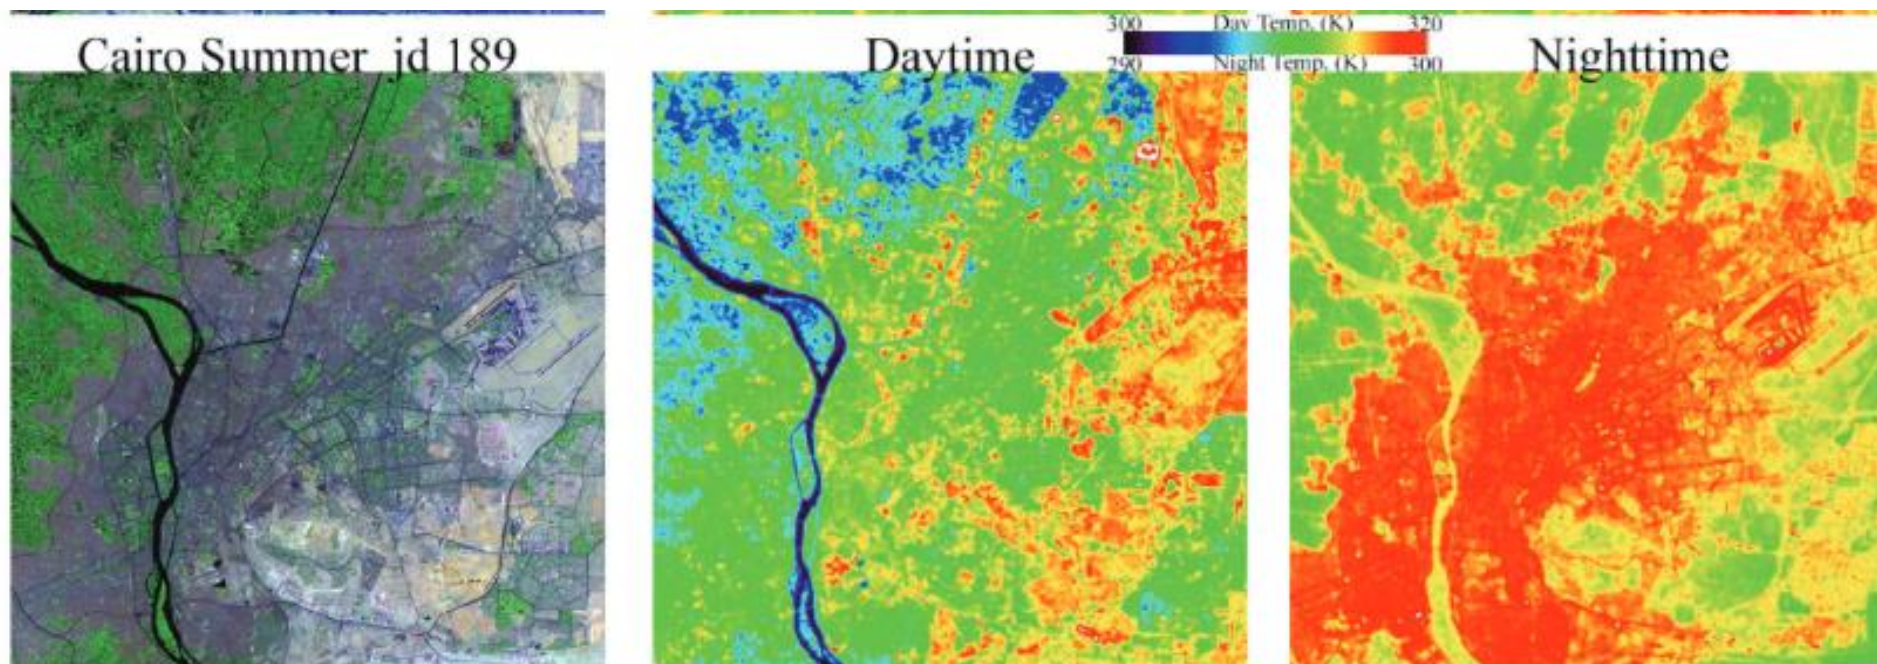 300 Day Temp. (K) 320
Cairo Summer jd 189
Daytime
Nighttime
290 Night Temp. (K) 300